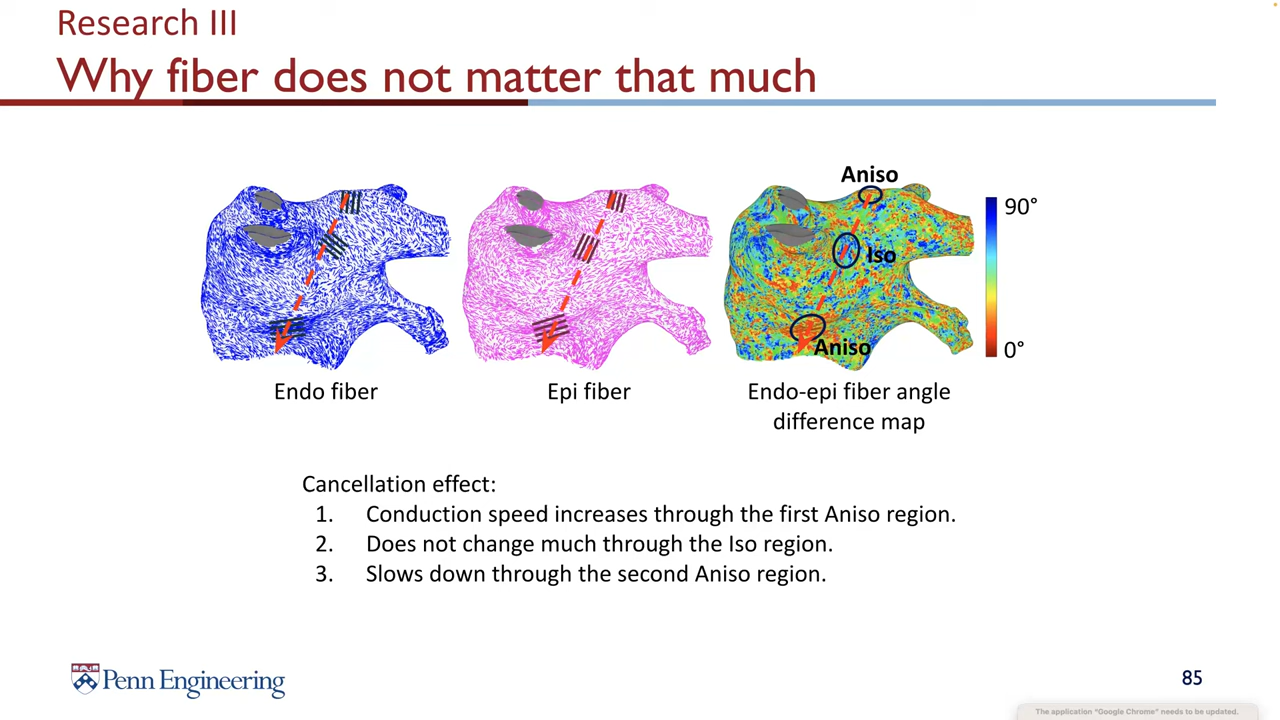 Research III
Why fiber does not matter that much
Aniso
Iso
Aniso
90°
0°
Endo fiber
Epi fiber
Endo-epi fiber angle
difference map
Cancellation effect:
1. Conduction speed increases through the first Aniso region.
2. Does not change much through the Iso region.
3. Slows down through the second Aniso region.
Penn Engineering
85
The application "Google Chrome" needs to be updated.